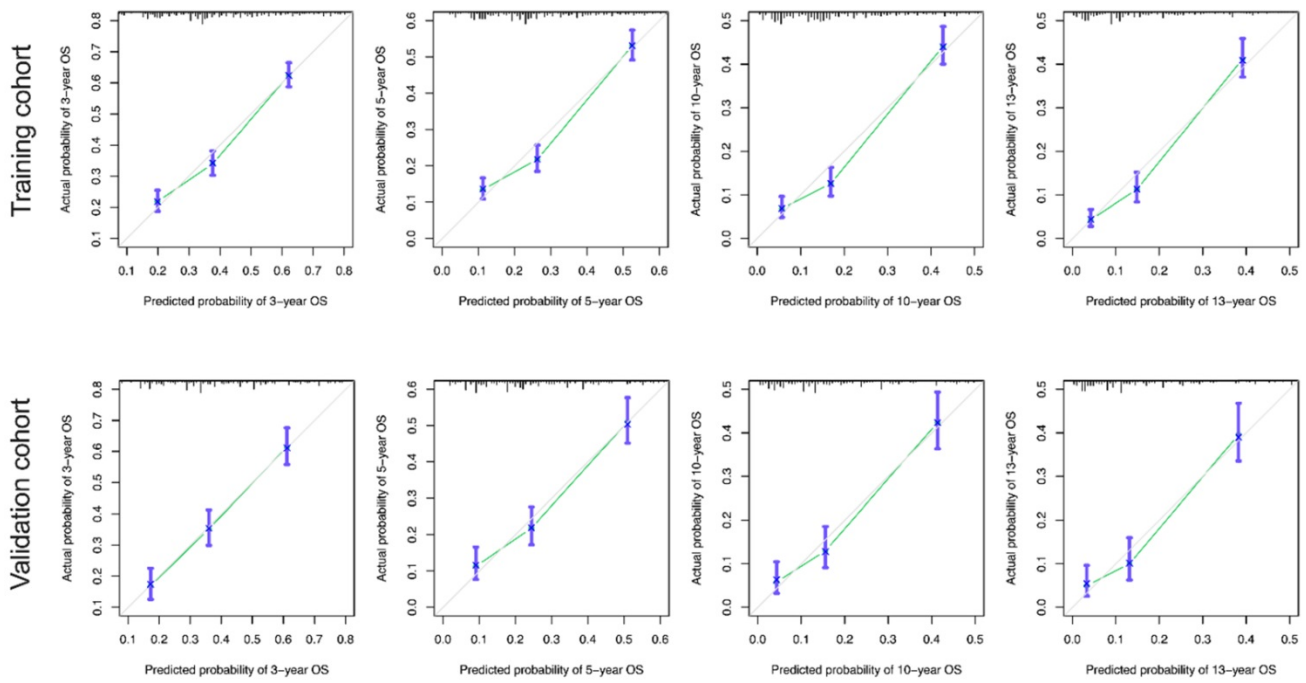 Training cohort
Actual probability of 3-year OS
0.8
0.7
0.6
0.5
0.4
0.3
0.2
0.1
0.1 0.2 0.3 0.4 0.5 0.6 0.7 0.8
Predicted probability of 3-year OS
Actual probability of 5-year OS
0.6
0.5
0.4
0.3
0.2
0.1
0.0
0.0 0.1 0.2 0.3 0.4 0.5 0.6
Predicted probability of 5-year OS
Actual probability of 10-year OS
0.5
0.4
0.3
0.2
0.1
0.0
0.0 0.1 0.2 0.3 0.4 0.5
Predicted probability of 10-year OS
Actual probability of 13-year OS
0.5
0.4
0.3
0.2
0.1
0.0
0.0 0.1 0.2 0.3 0.4 0.5
Predicted probability of 13-year OS
Validation cohort
Actual probability of 3-year OS
0.8
0.7
0.6
0.5
0.4
0.3
0.2
0.1
0.1 0.2 0.3 0.4 0.5 0.6 0.7 0.8
Predicted probability of 3-year OS
Actual probability of 5-year OS
0.6
0.5
0.4
0.3
0.2
0.1
0.0
0.0 0.1 0.2 0.3 0.4 0.5 0.6
Predicted probability of 5-year OS
Actual probability of 10-year OS
0.5
0.4
0.3
0.2
0.1
0.0
0.0 0.1 0.2 0.3 0.4 0.5
Predicted probability of 10-year OS
Actual probability of 13-year OS
0.5
0.4
0.3
0.2
0.1
0.0
0.0 0.1 0.2 0.3 0.4 0.5
Predicted probability of 13-year OS